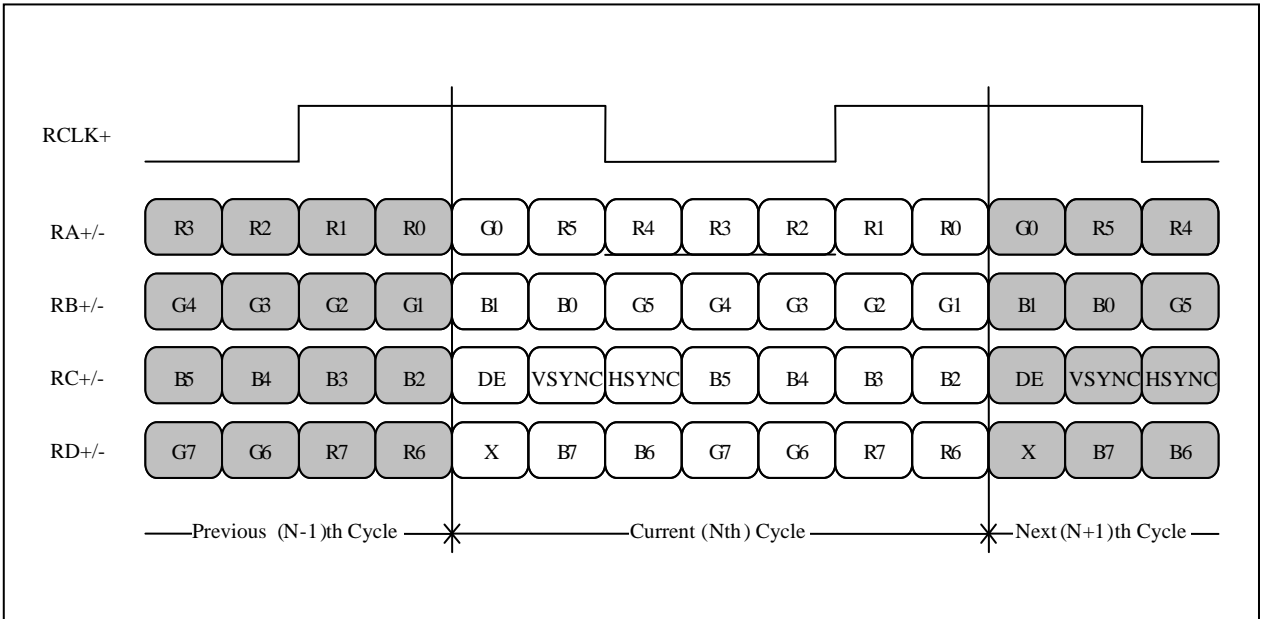 RCLK+
RA+/- R3 R2 R1 R0 G0 R5 R4 R3 R2 R1 R0 G0 R5 R4
RB+/- G4 G3 G2 G1 B1 B0 G5 G4 G3 G2 G1 B1 B0 G5
RC+/- B5 B4 B3 B2 DE VSYNC HSYNC B5 B4 B3 B2 DE VSYNC HSYNC
RD+/- G7 G6 R7 R6 X B7 B6 G7 G6 R7 R6 X B7 B6
Previous (N-1)th Cycle Current (Nth) Cycle Next (N+1)th Cycle